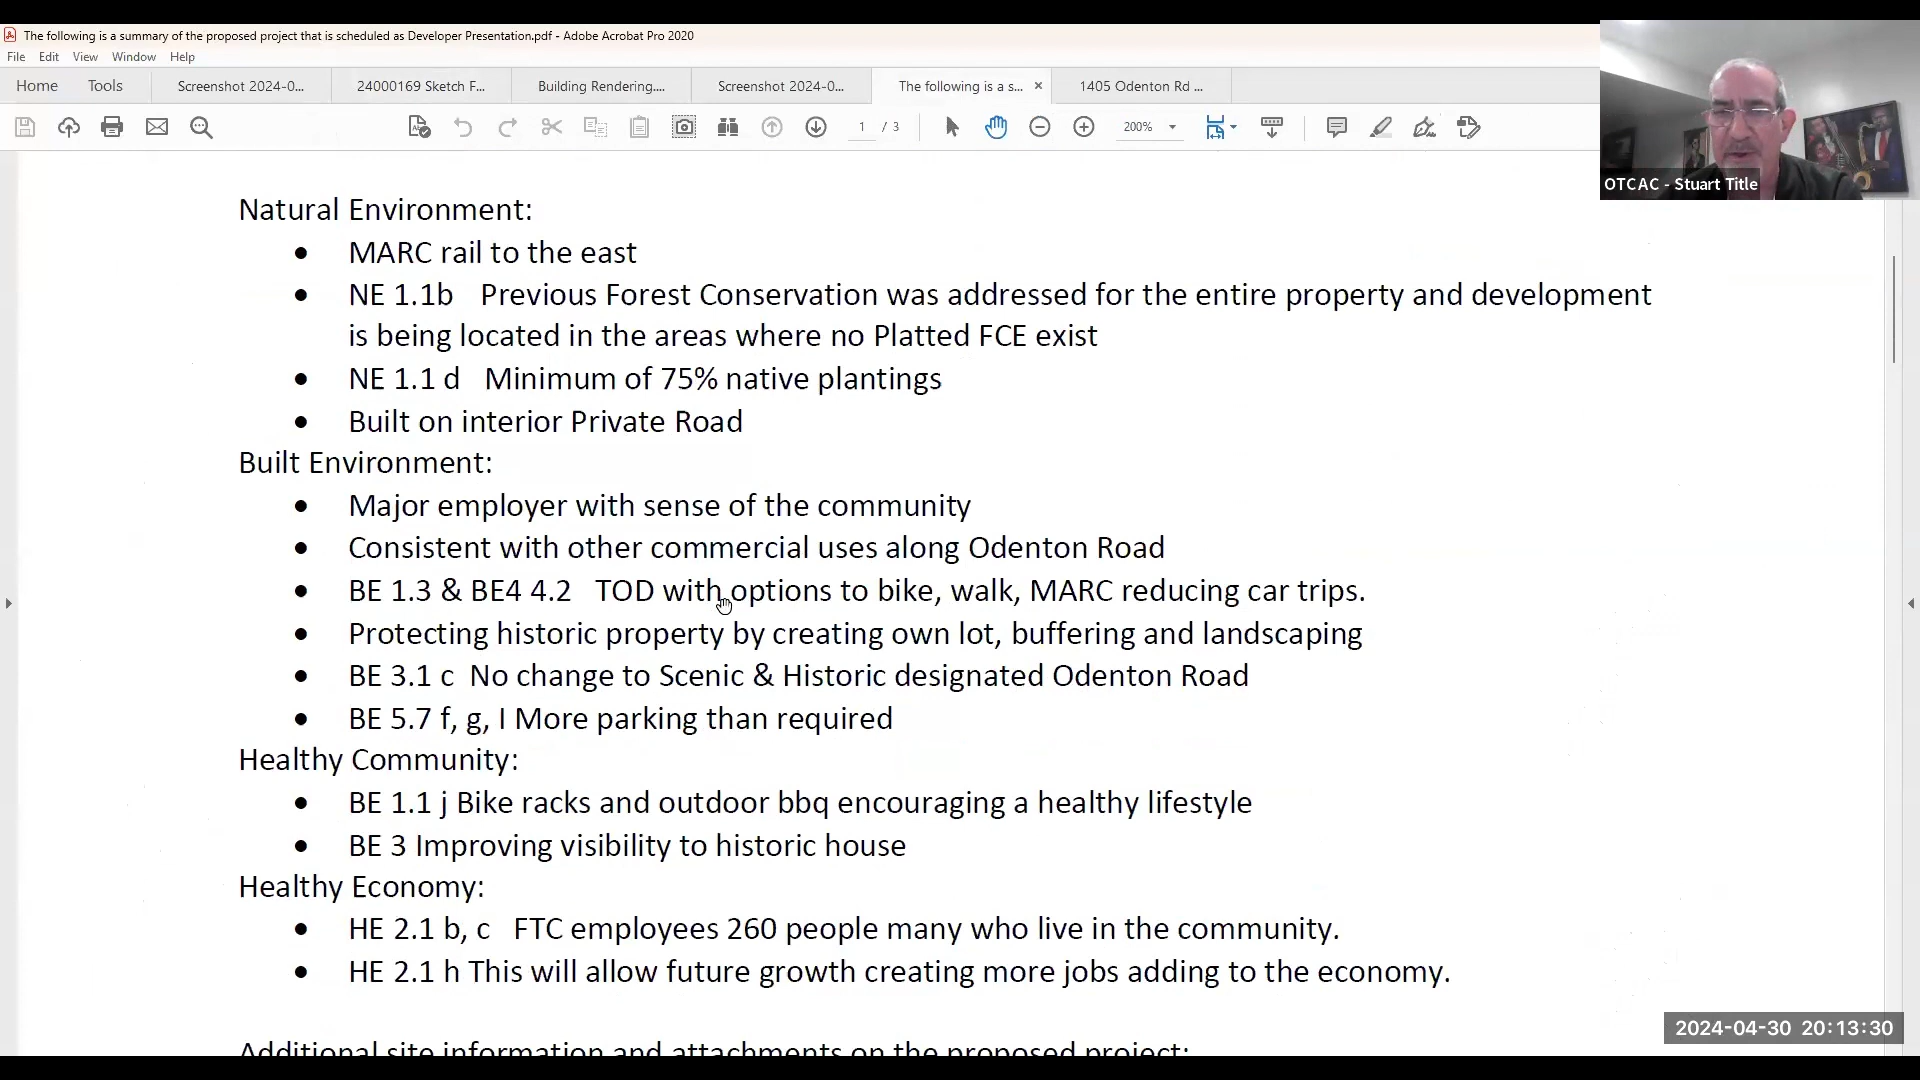 The following is a summary of the proposed project that is scheduled as Developer Presentation.pdf - Adobe Acrobat Pro 2020
File Edit View Window Help
Home Tools Screenshot 2024-0... 24000169 Sketch F... Building Rendering.... Screenshot 2024-0... The following is a s... × 1405 Odenton Rd ...
1 / 3 200%
OTCAC - Stuart Title
Natural Environment:
• MARC rail to the east
• NE 1.1b Previous Forest Conservation was addressed for the entire property and development
is being located in the areas where no Platted FCE exist
• NE 1.1 d Minimum of 75% native plantings
• Built on interior Private Road
Built Environment:
• Major employer with sense of the community
• Consistent with other commercial uses along Odenton Road
• BE 1.3 & BE4 4.2 TOD with options to bike, walk, MARC reducing car trips.
• Protecting historic property by creating own lot, buffering and landscaping
• BE 3.1 c No change to Scenic & Historic designated Odenton Road
• BE 5.7 f, g, I More parking than required
Healthy Community:
• BE 1.1 j Bike racks and outdoor bbq encouraging a healthy lifestyle
• BE 3 Improving visibility to historic house
Healthy Economy:
• HE 2.1 b, c FTC employees 260 people many who live in the community.
• HE 2.1 h This will allow future growth creating more jobs adding to the economy.
Additional site information and attachments on the proposed project:
2024-04-30 20:13:30